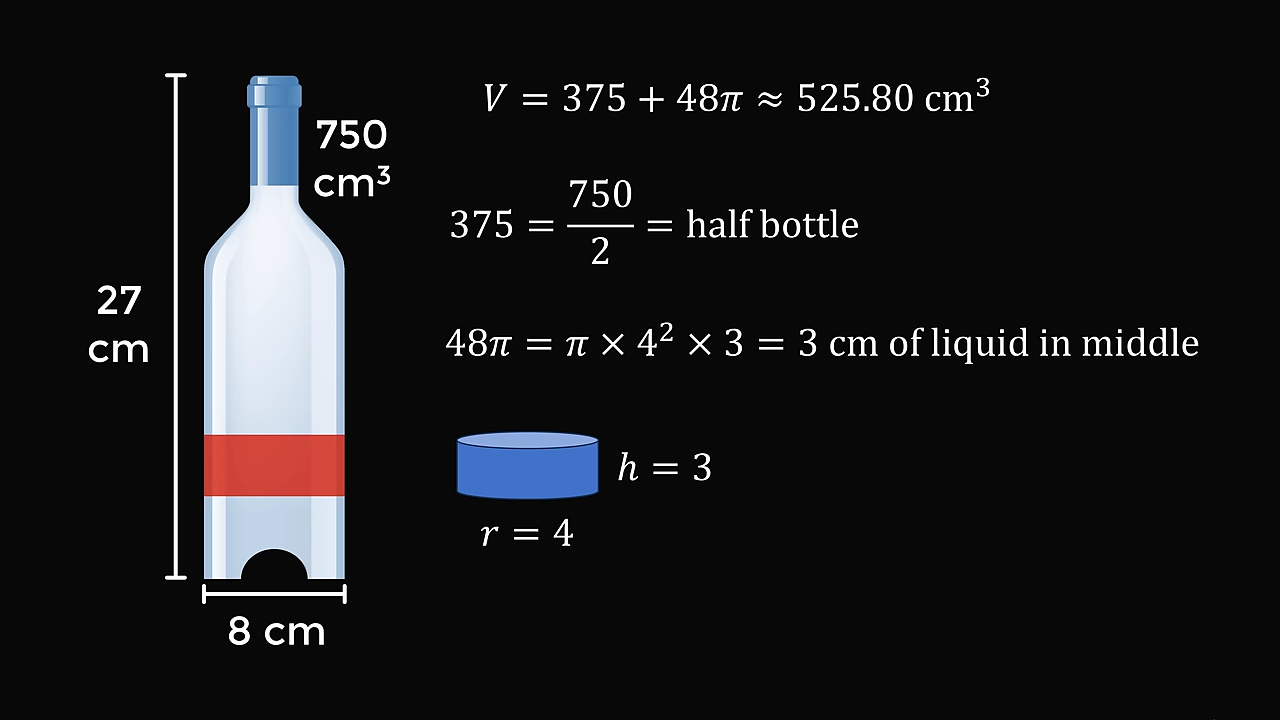 750
cm³
27
cm
8 cm
V = 375 + 48π ≈ 525.80 cm³
375 = 750/2 = half bottle
48π = π × 4² × 3 = 3 cm of liquid in middle
h = 3
r = 4